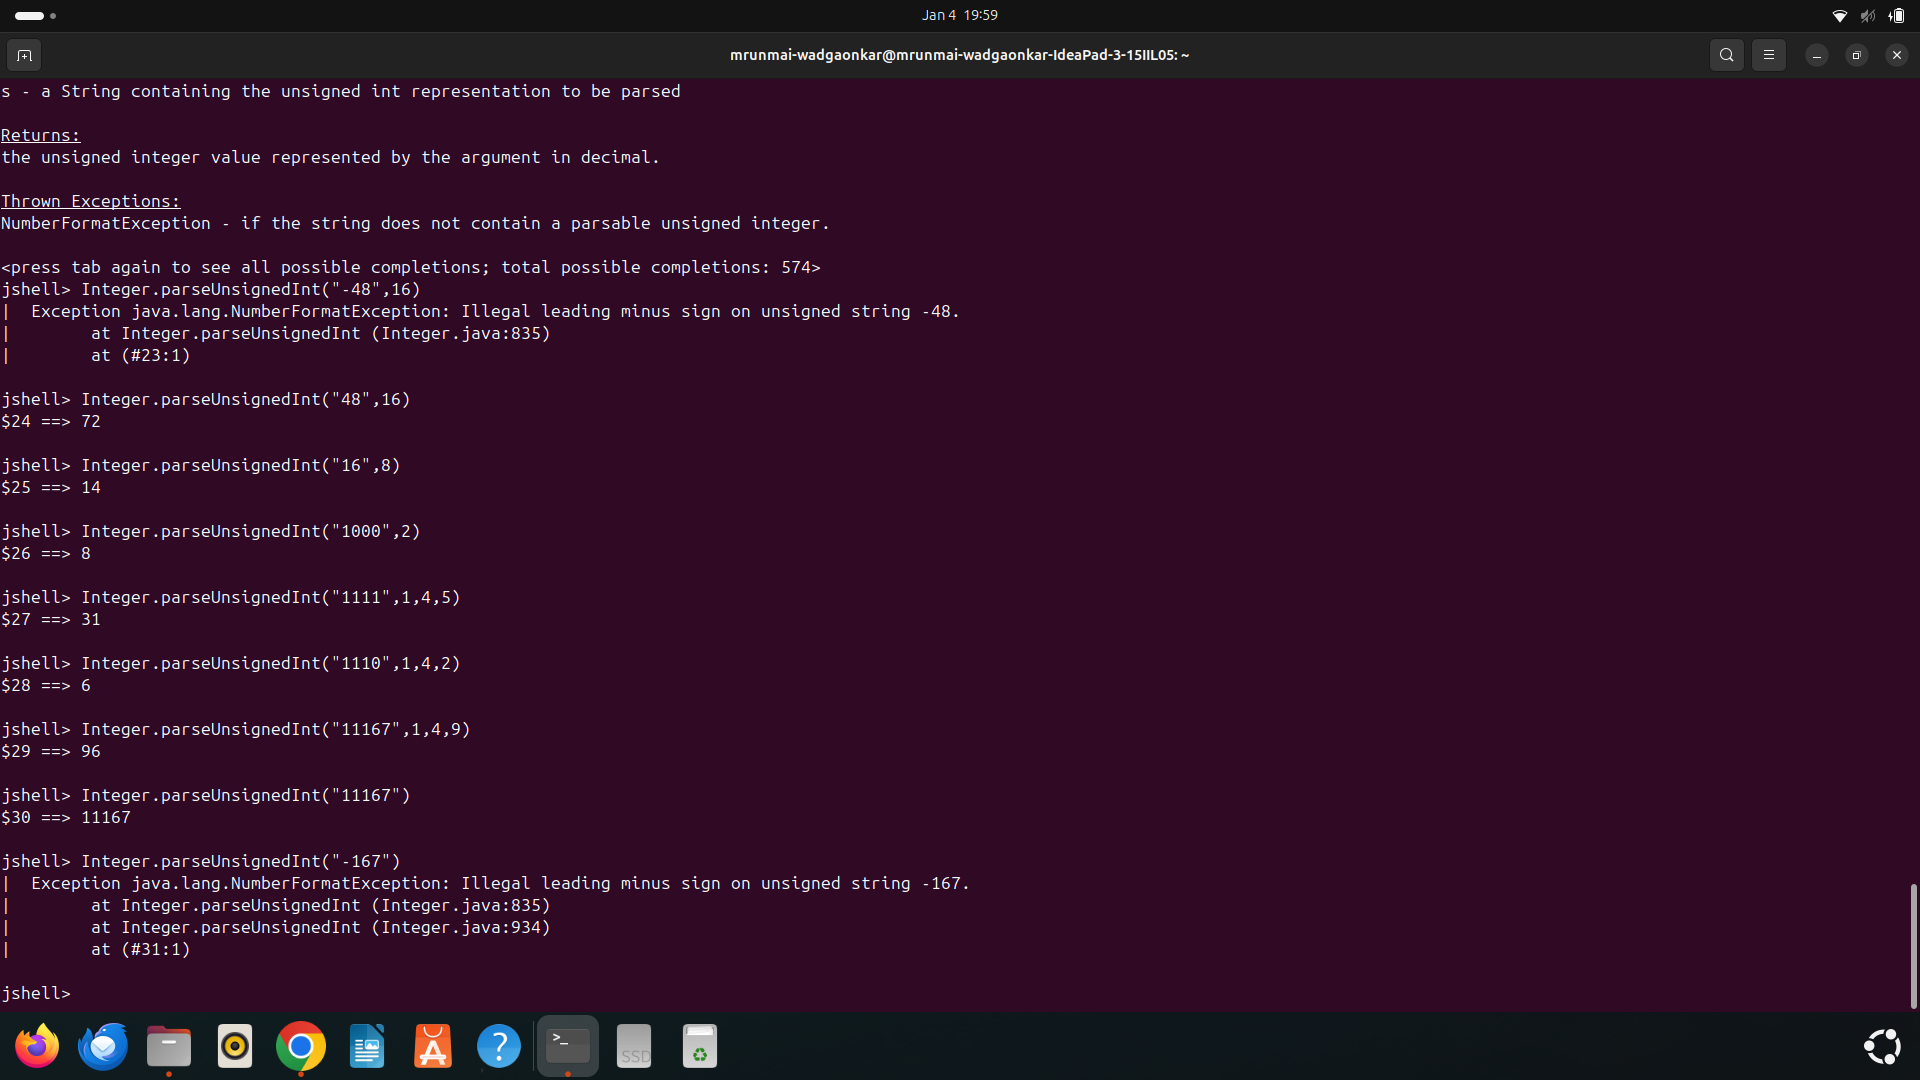 Jan 4 19:59
mrunmai-wadgaonkar@mrunmai-wadgaonkar-IdeaPad-3-15IIL05: ~
s - a String containing the unsigned int representation to be parsed
Returns:
the unsigned integer value represented by the argument in decimal.
Thrown Exceptions:
NumberFormatException - if the string does not contain a parsable unsigned integer.
<press tab again to see all possible completions; total possible completions: 574>
jshell> Integer.parseUnsignedInt("-48",16)
|  Exception java.lang.NumberFormatException: Illegal leading minus sign on unsigned string -48.
|        at Integer.parseUnsignedInt (Integer.java:835)
|        at (#23:1)
jshell> Integer.parseUnsignedInt("48",16)
$24 ==> 72
jshell> Integer.parseUnsignedInt("16",8)
$25 ==> 14
jshell> Integer.parseUnsignedInt("1000",2)
$26 ==> 8
jshell> Integer.parseUnsignedInt("1111",1,4,5)
$27 ==> 31
jshell> Integer.parseUnsignedInt("1110",1,4,2)
$28 ==> 6
jshell> Integer.parseUnsignedInt("11167",1,4,9)
$29 ==> 96
jshell> Integer.parseUnsignedInt("11167")
$30 ==> 11167
jshell> Integer.parseUnsignedInt("-167")
|  Exception java.lang.NumberFormatException: Illegal leading minus sign on unsigned string -167.
|        at Integer.parseUnsignedInt (Integer.java:835)
|        at Integer.parseUnsignedInt (Integer.java:934)
|        at (#31:1)
jshell>
SSD